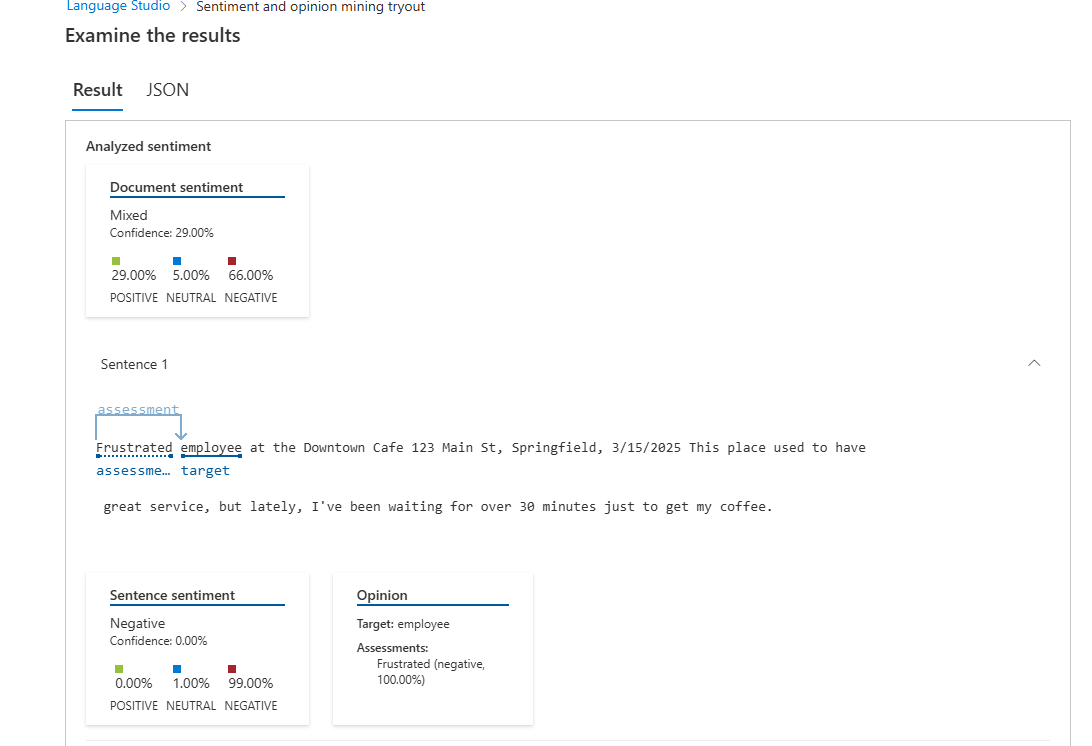 Language Studio > Sentiment and opinion mining tryout
Examine the results
Result JSON
Analyzed sentiment
Document sentiment
Mixed
Confidence: 29.00%
29.00% 5.00% 66.00%
POSITIVE NEUTRAL NEGATIVE
Sentence 1
assessment
Frustrated employee at the Downtown Cafe 123 Main St, Springfield, 3/15/2025 This place used to have
assessme… target
great service, but lately, I've been waiting for over 30 minutes just to get my coffee.
Sentence sentiment
Negative
Confidence: 0.00%
0.00% 1.00% 99.00%
POSITIVE NEUTRAL NEGATIVE
Opinion
Target: employee
Assessments:
Frustrated (negative,
100.00%)